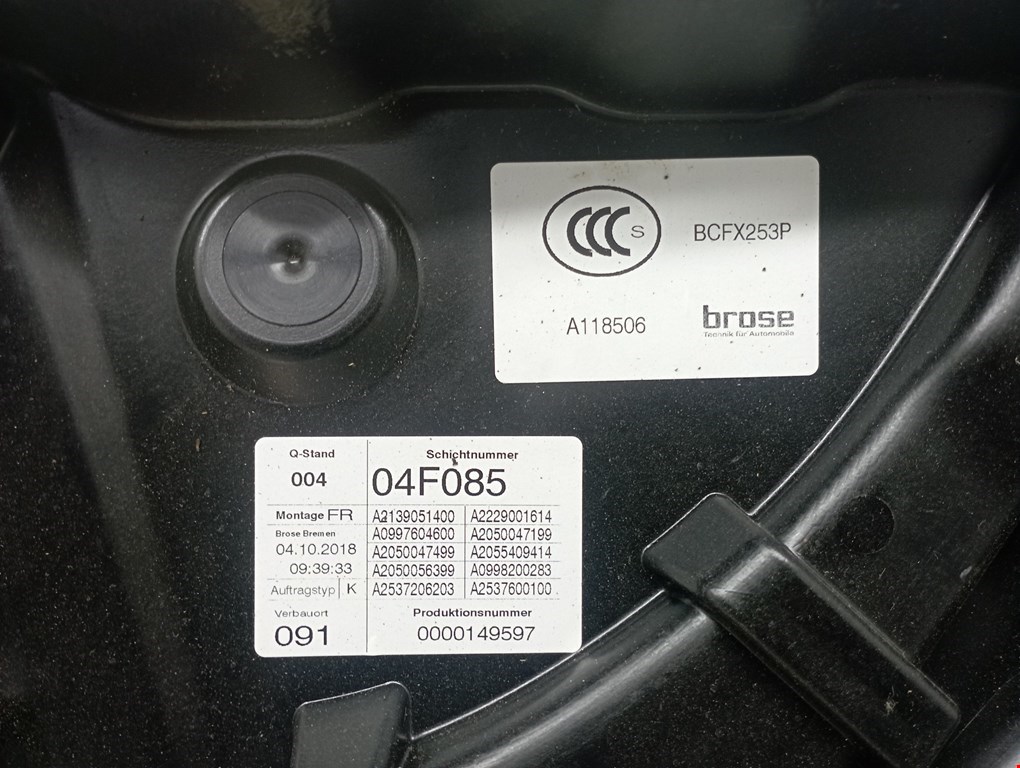 CCC S
BCFX253P
A118506
brose
Technik für Automobile
Q-Stand
004
Schichtnummer
04F085
Montage FR
Brose Bremen
04.10.2018
09:39:33
Auftragstyp K
A2139051400 A2229001614
A0997604600 A2050047199
A2050047499 A2055409414
A2050056399 A0998200283
A2537206203 A2537600100
Verbauort
091
Produktionsnummer
0000149597